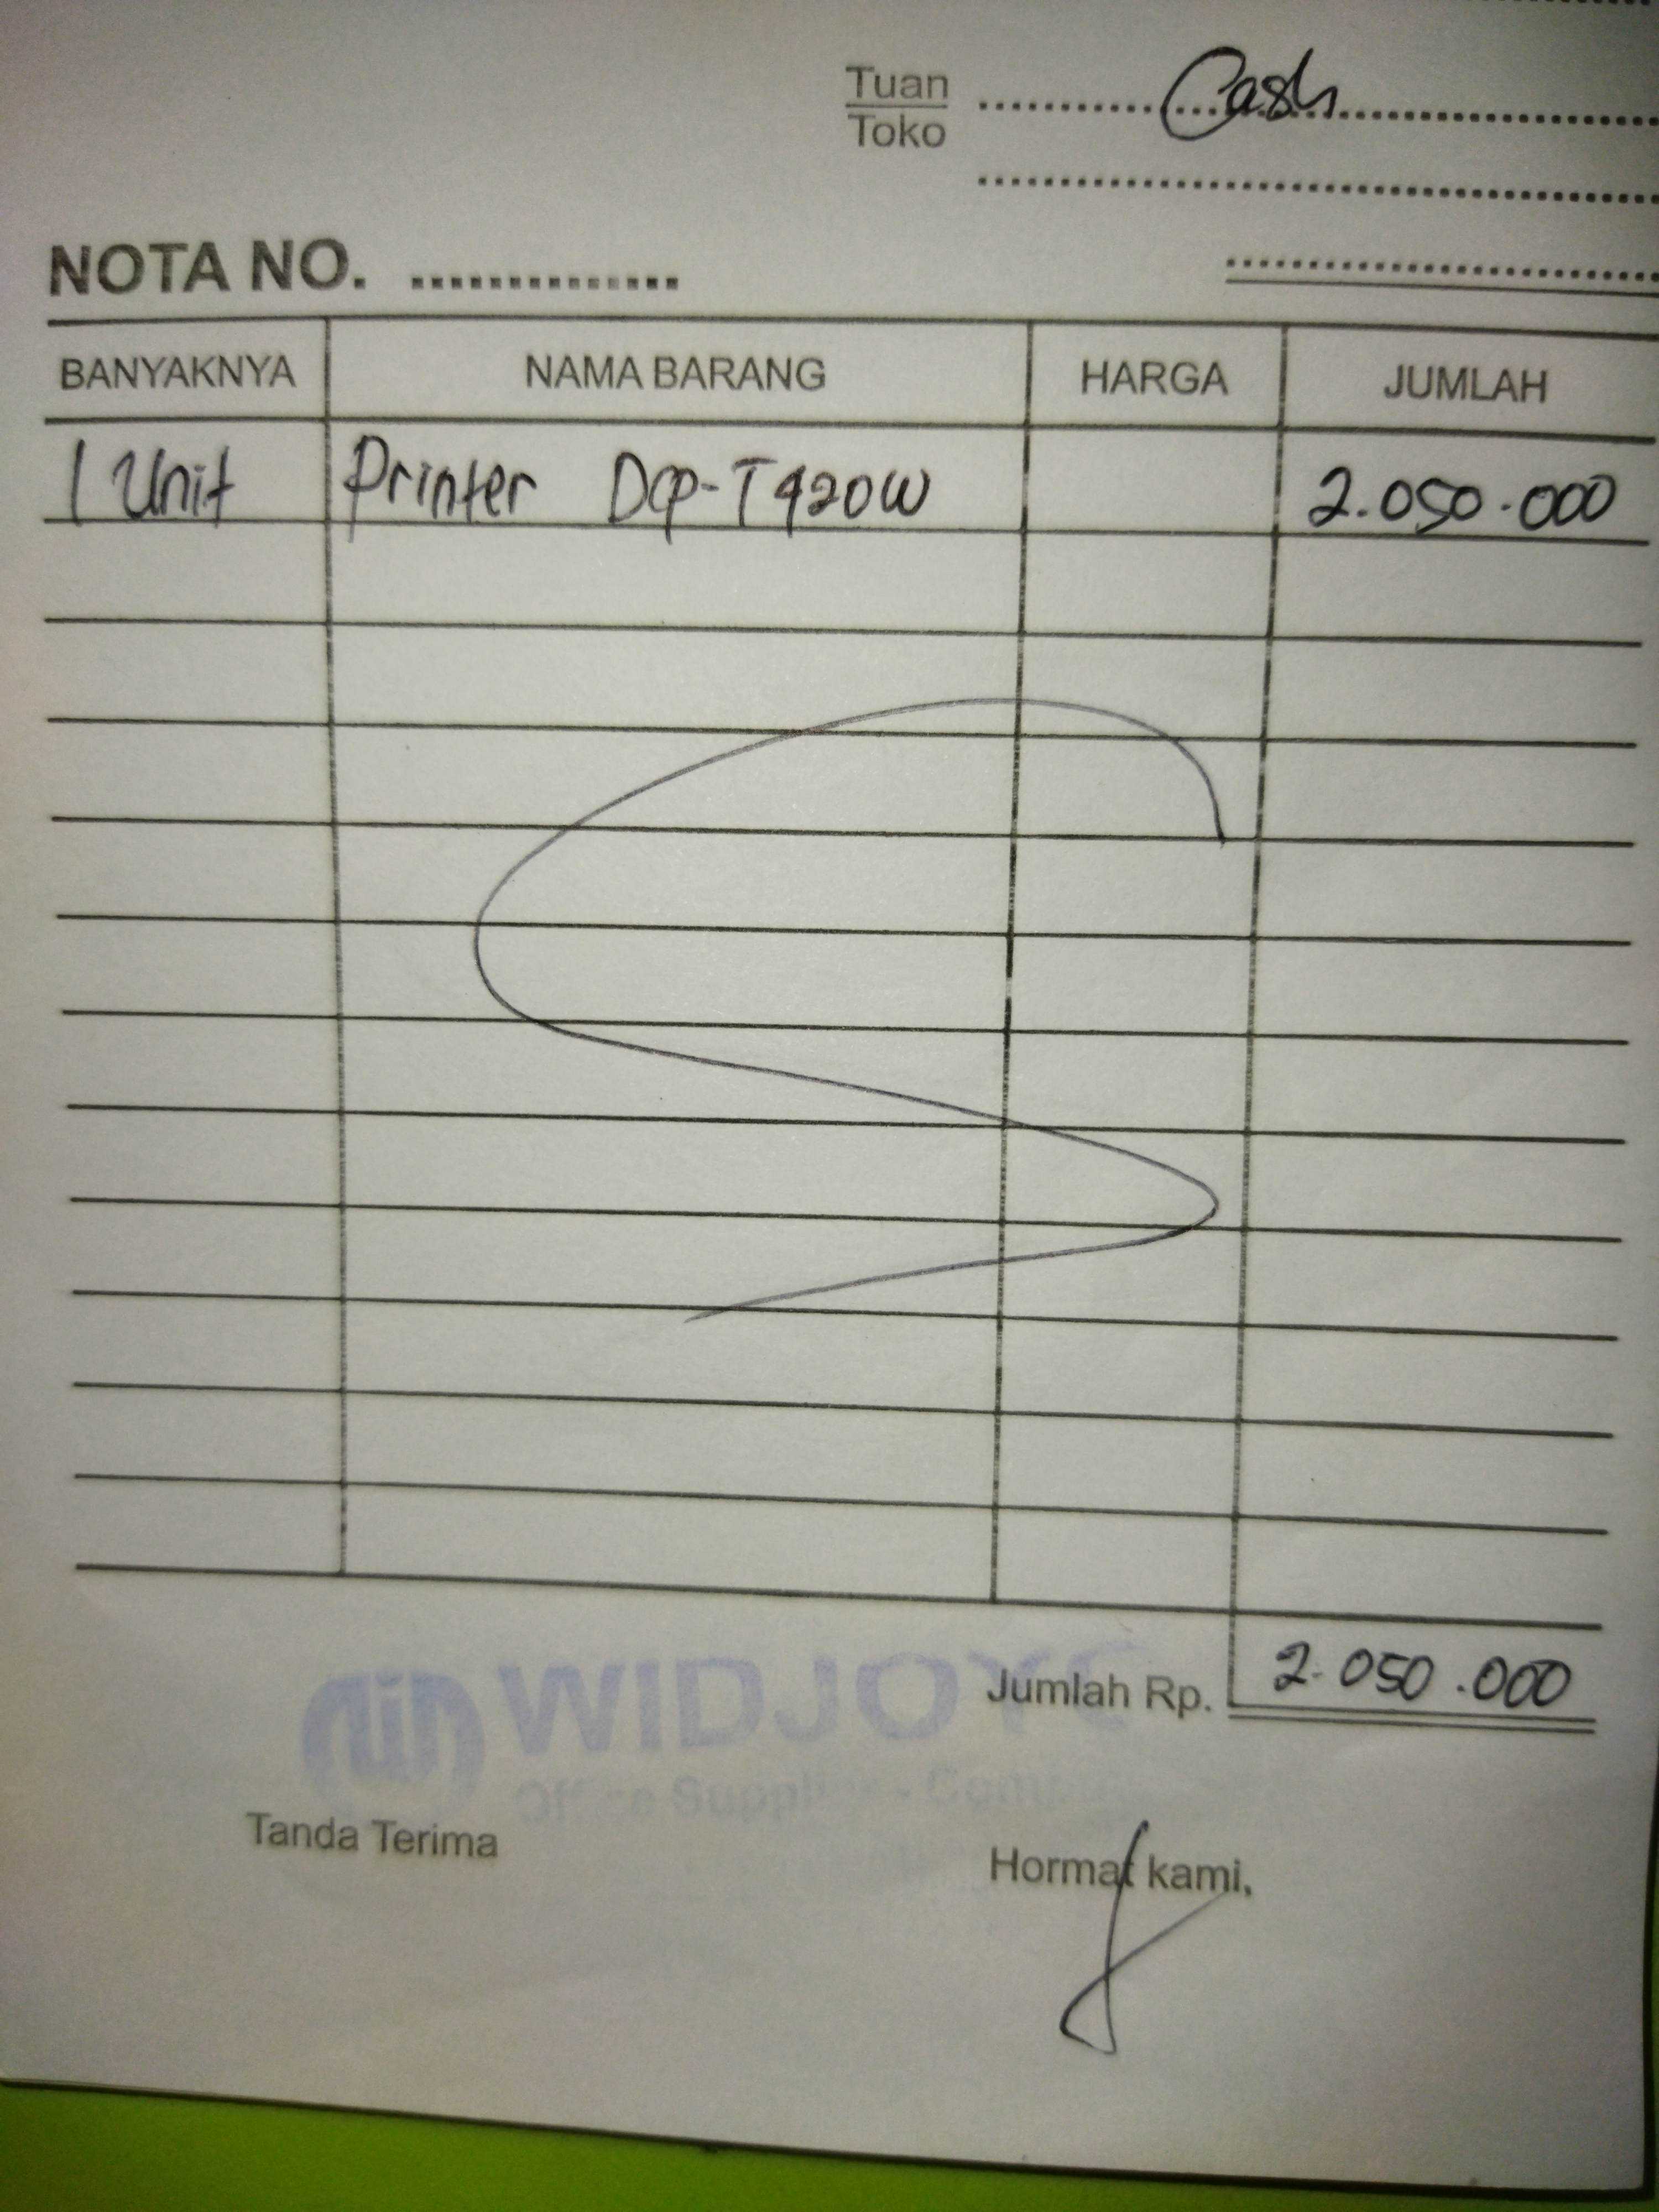 Tuan Cash
Toko
NOTA NO. ..............
BANYAKNYA NAMA BARANG HARGA JUMLAH
1 Unit Printer DCP-T420W 2.050.000
Jumlah Rp. 2.050.000
WIDJOYO
Office Supplies - Com
Tanda Terima Hormat kami,